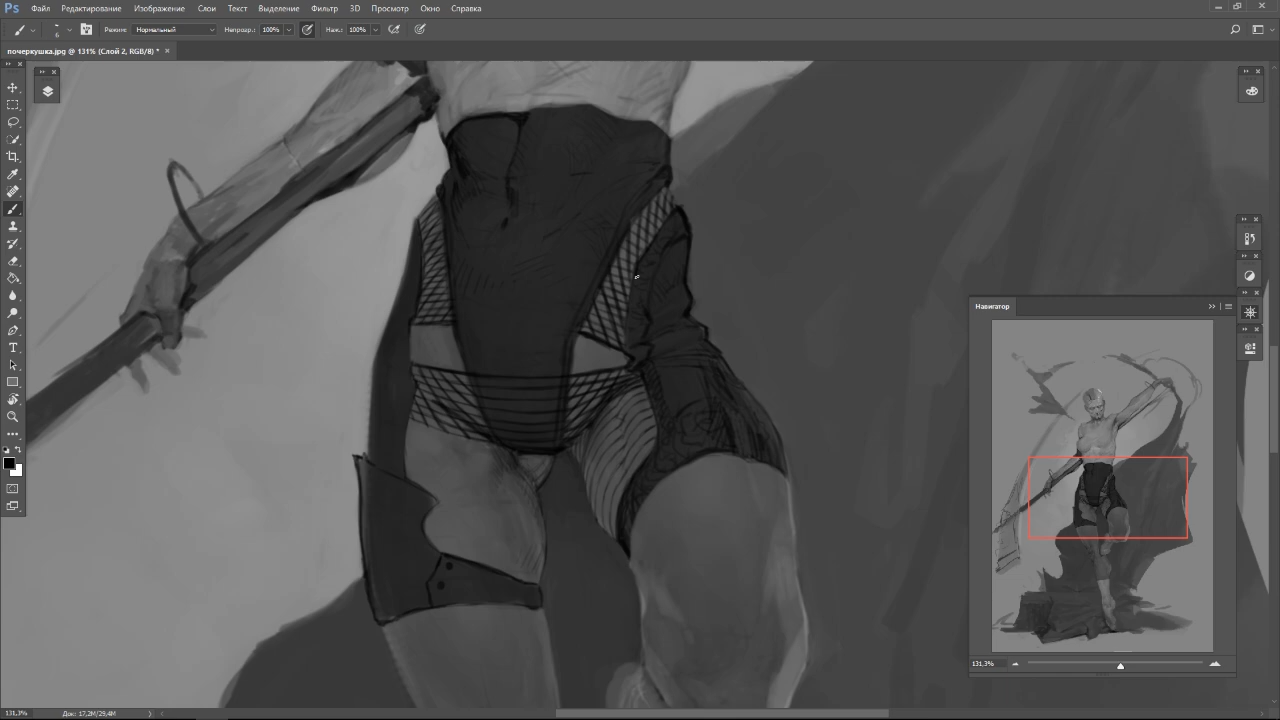 Ps Файл Редактирование Изображение Слои Текст Выделение Фильтр 3D Просмотр Окно Справка
6 Режим: Нормальный Непрозр.: 100% Наж.: 100%
почеркушка.jpg @ 131% (Слой 2, RGB/8) * ×
Навигатор
131,3%
131,3% Док: 17,2M/29,4M